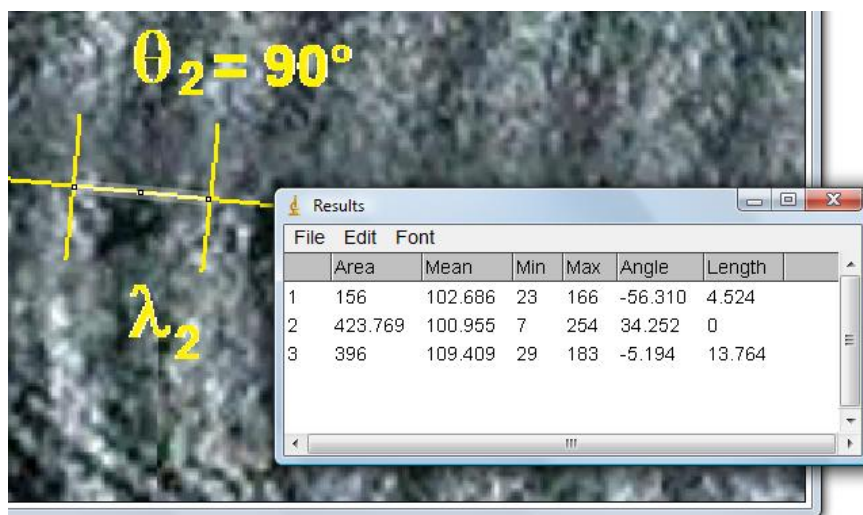 θ2 = 90°
λ2
Results
File Edit Font
Area Mean Min Max Angle Length
1 156 102.686 23 166 -56.310 4.524
2 423.769 100.955 7 254 34.252 0
3 396 109.409 29 183 -5.194 13.764